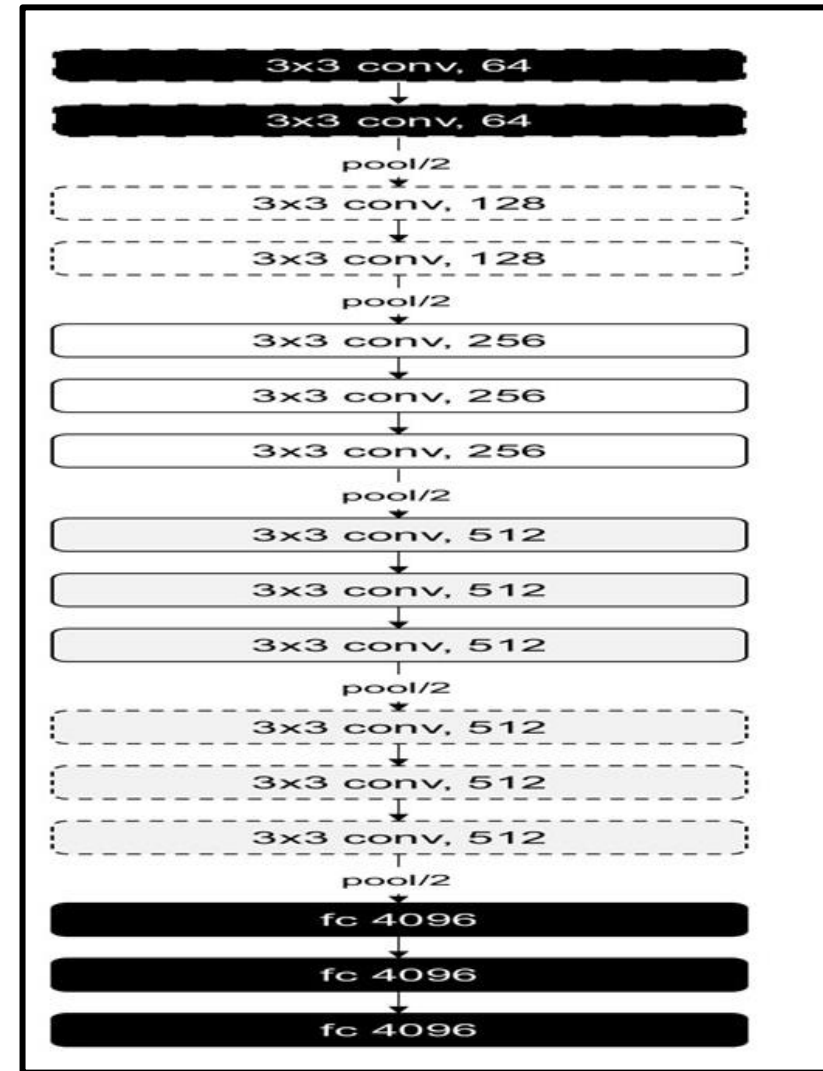 3x3 conv, 64
3x3 conv, 64
pool/2
3x3 conv, 128
3x3 conv, 128
pool/2
3x3 conv, 256
3x3 conv, 256
3x3 conv, 256
pool/2
3x3 conv, 512
3x3 conv, 512
3x3 conv, 512
pool/2
3x3 conv, 512
3x3 conv, 512
3x3 conv, 512
pool/2
fc 4096
fc 4096
fc 4096